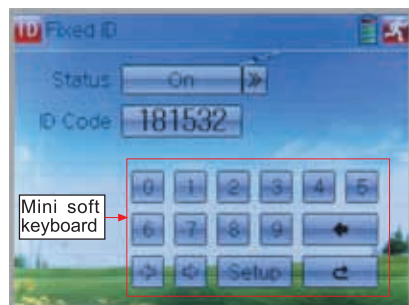 TD Fixed ID
Status On
ID Code 181532
0 1 2 3 4 5
Mini soft
keyboard
6 7 8 9
Setup